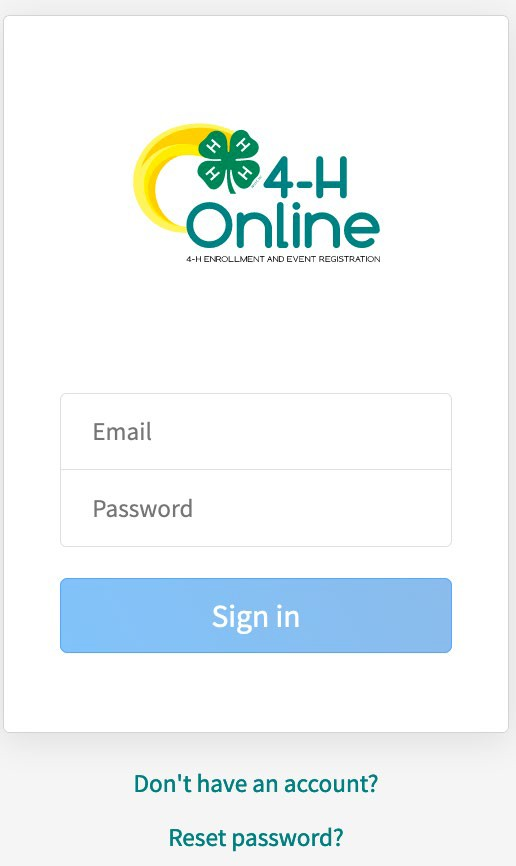 H H
H H
4-H
Online
4-H ENROLLMENT AND EVENT REGISTRATION
Email
Password
Sign in
Don't have an account?
Reset password?